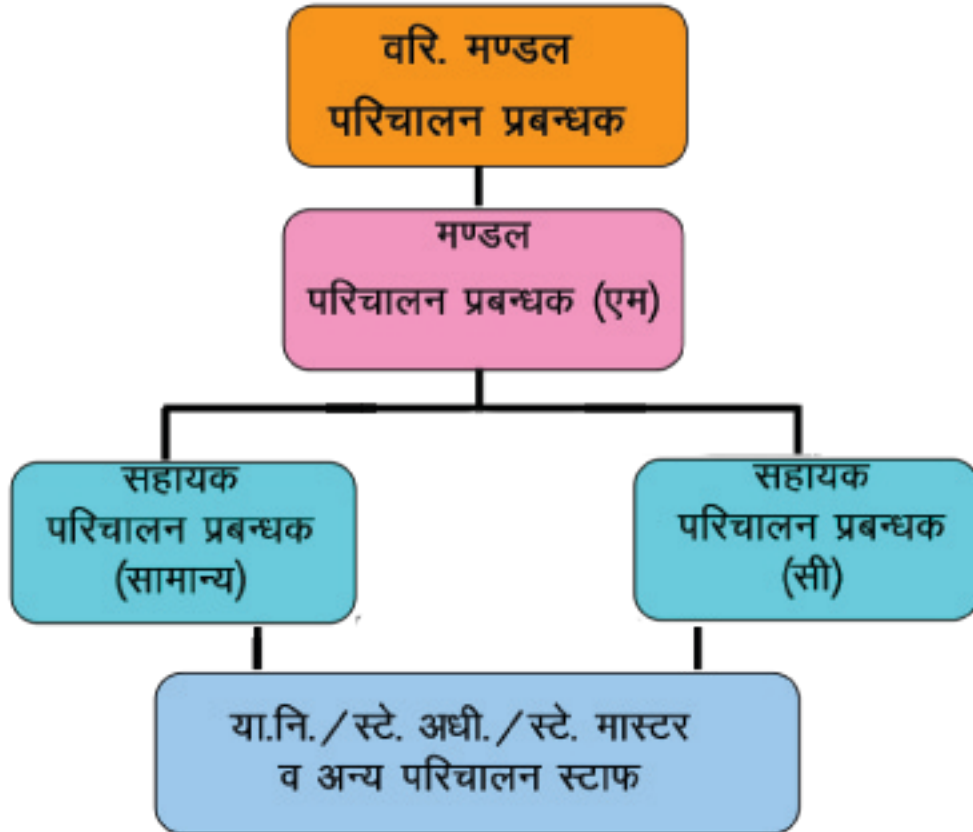 वरि. मण्डल
परिचालन प्रबन्धक
मण्डल
परिचालन प्रबन्धक (एम)
सहायक
परिचालन प्रबन्धक
(सामान्य)
सहायक
परिचालन प्रबन्धक
(सी)
या.नि./स्टे. अधी./स्टे. मास्टर
व अन्य परिचालन स्टाफ